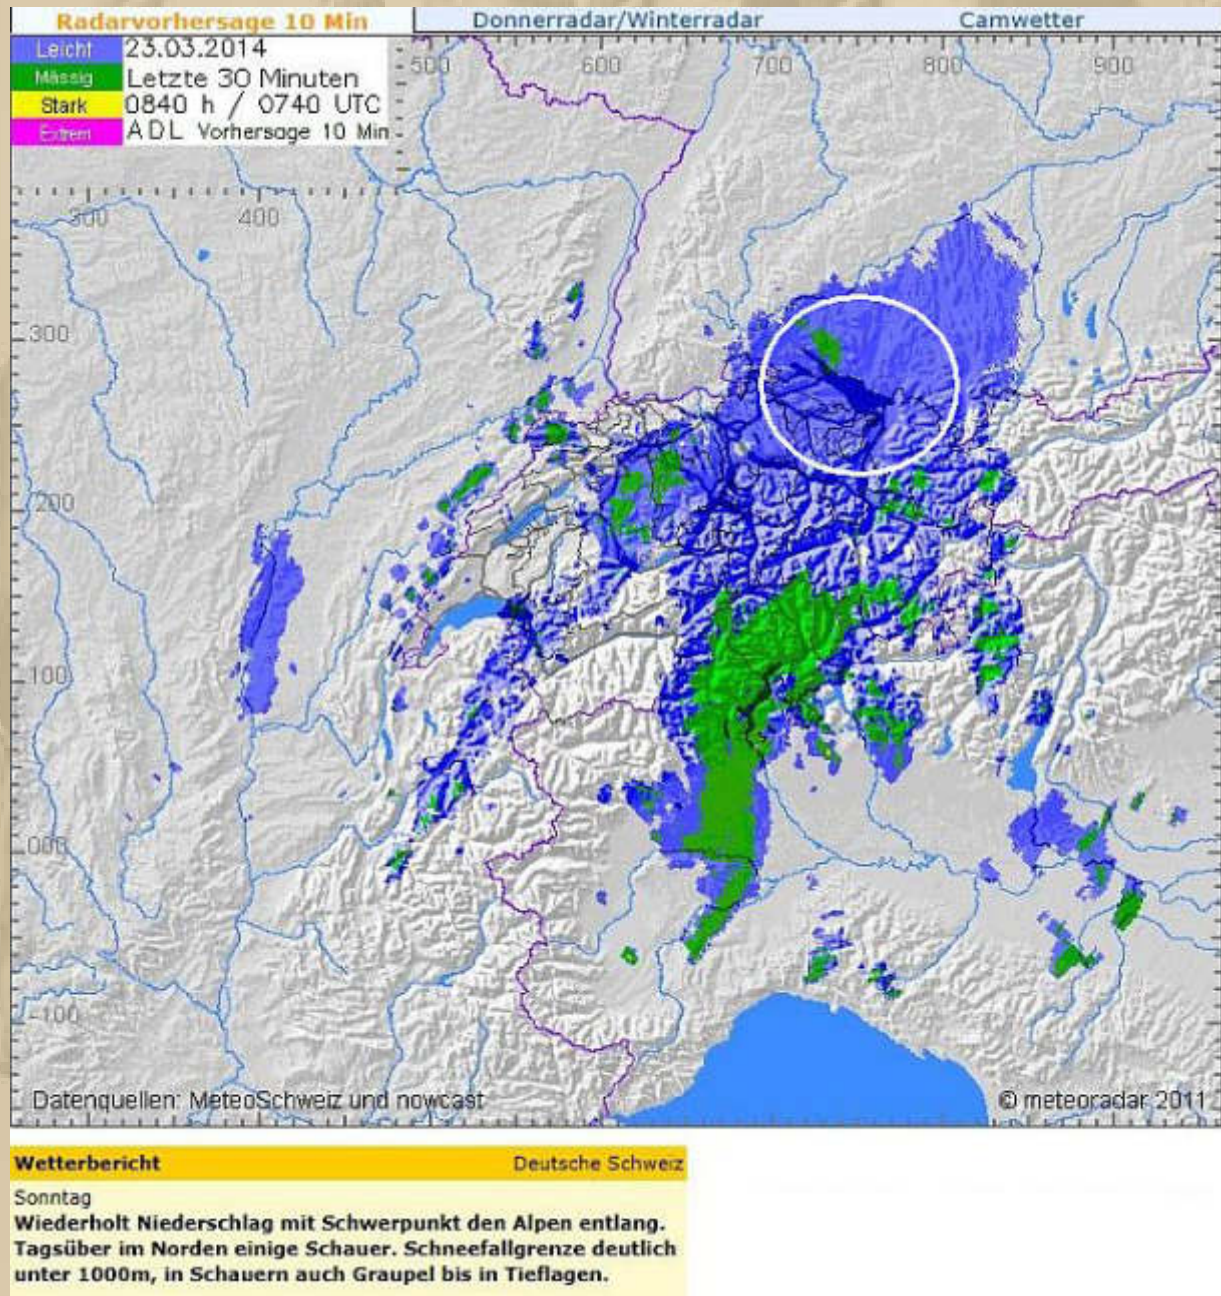 Radarvorhersage 10 Min Donnerradar/Winterradar Camwetter
Leicht 23.03.2014
Mässig Letzte 30 Minuten
Stark 0840 h / 0740 UTC
Extrem ADL Vorhersage 10 Min
500 600 700 800 900
300 400
300
200
100
000
-100
Datenquellen: MeteoSchweiz und nowcast © meteoradar 2011
Wetterbericht Deutsche Schweiz
Sonntag
Wiederholt Niederschlag mit Schwerpunkt den Alpen entlang.
Tagsüber im Norden einige Schauer. Schneefallgrenze deutlich
unter 1000m, in Schauern auch Graupel bis in Tieflagen.